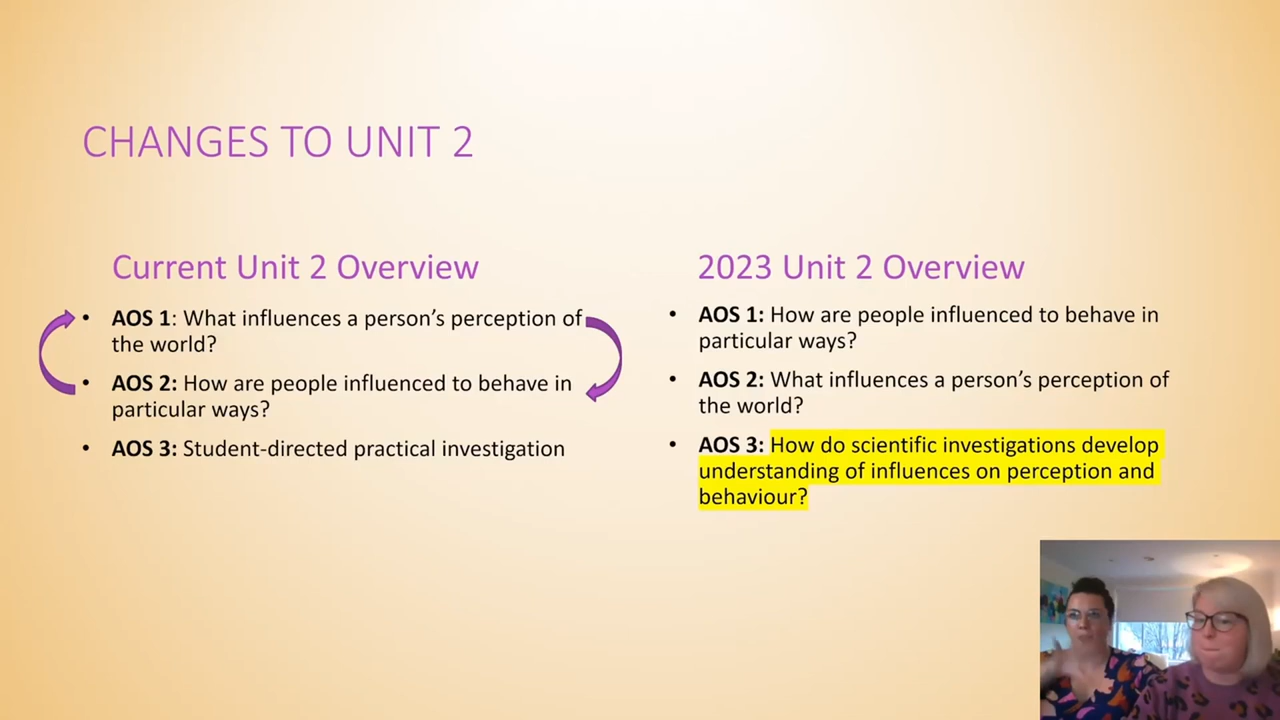 CHANGES TO UNIT 2
Current Unit 2 Overview
• AOS 1: What influences a person’s perception of
the world?
• AOS 2: How are people influenced to behave in
particular ways?
• AOS 3: Student-directed practical investigation
2023 Unit 2 Overview
• AOS 1: How are people influenced to behave in
particular ways?
• AOS 2: What influences a person’s perception of
the world?
• AOS 3: How do scientific investigations develop
understanding of influences on perception and
behaviour?